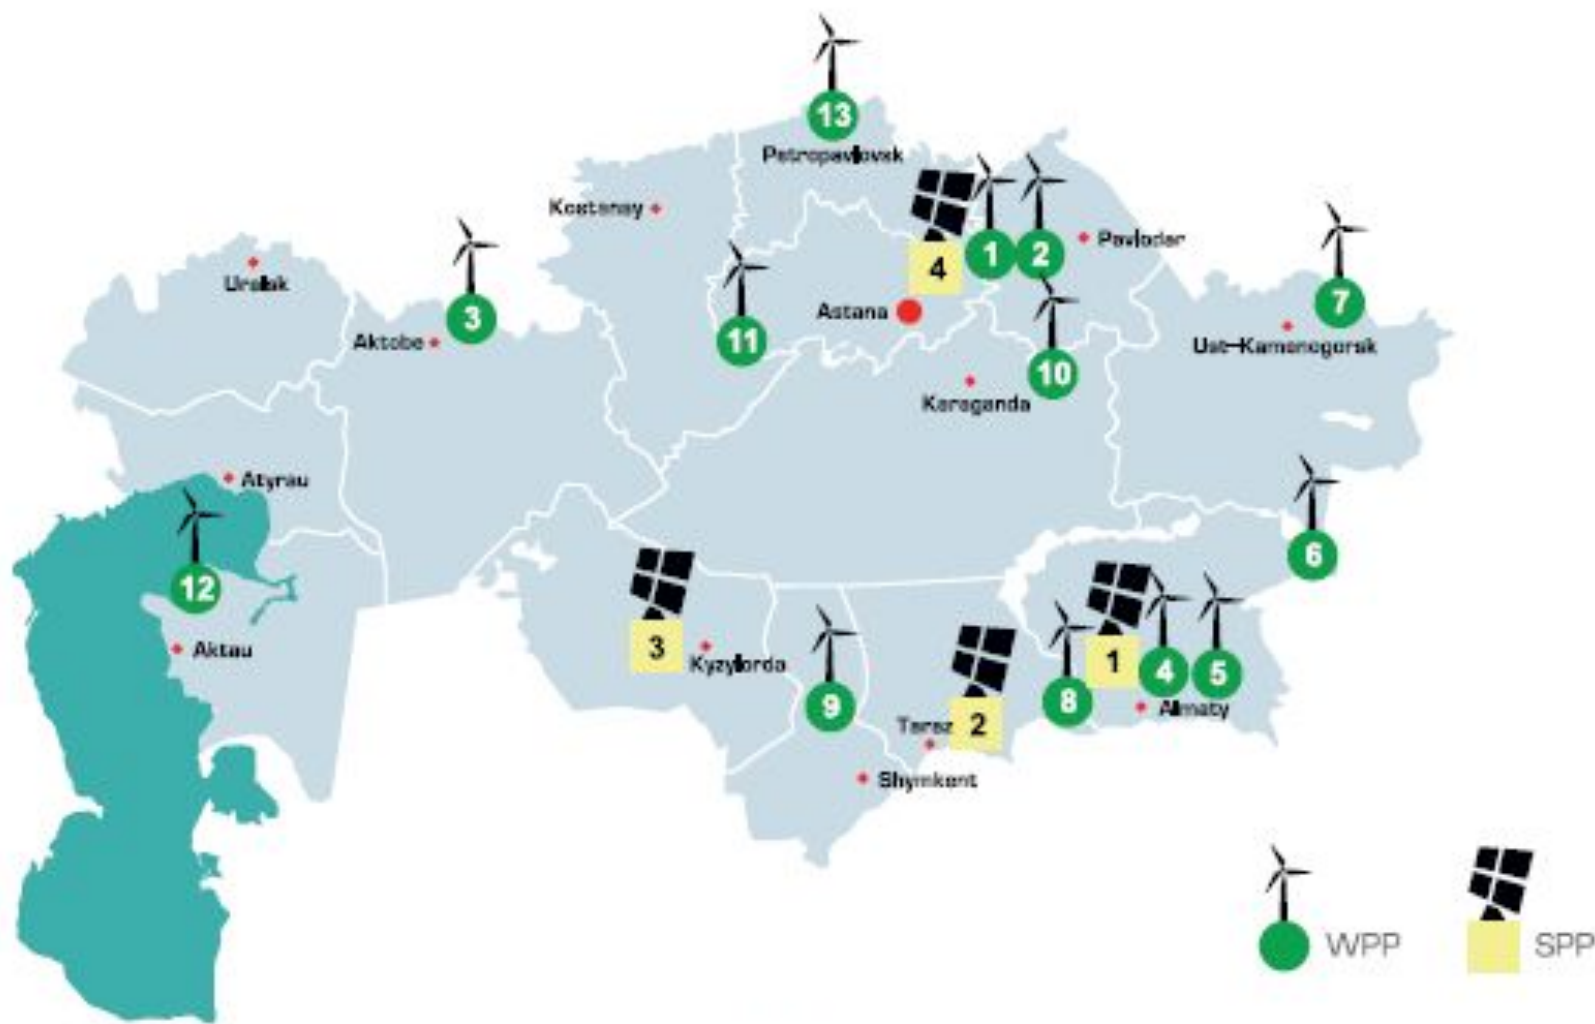 13
Petropavlovsk
Kostanay
4
1
2
Pavlodar
Uralsk
3
Aktobe
11
Astana
10
7
Ust-Kamenogorsk
Karaganda
Atyrau
12
6
Aktau
3
Kyzylorda
9
2
Taraz
8
1
4
5
Almaty
Shymkent
WPP
SPP